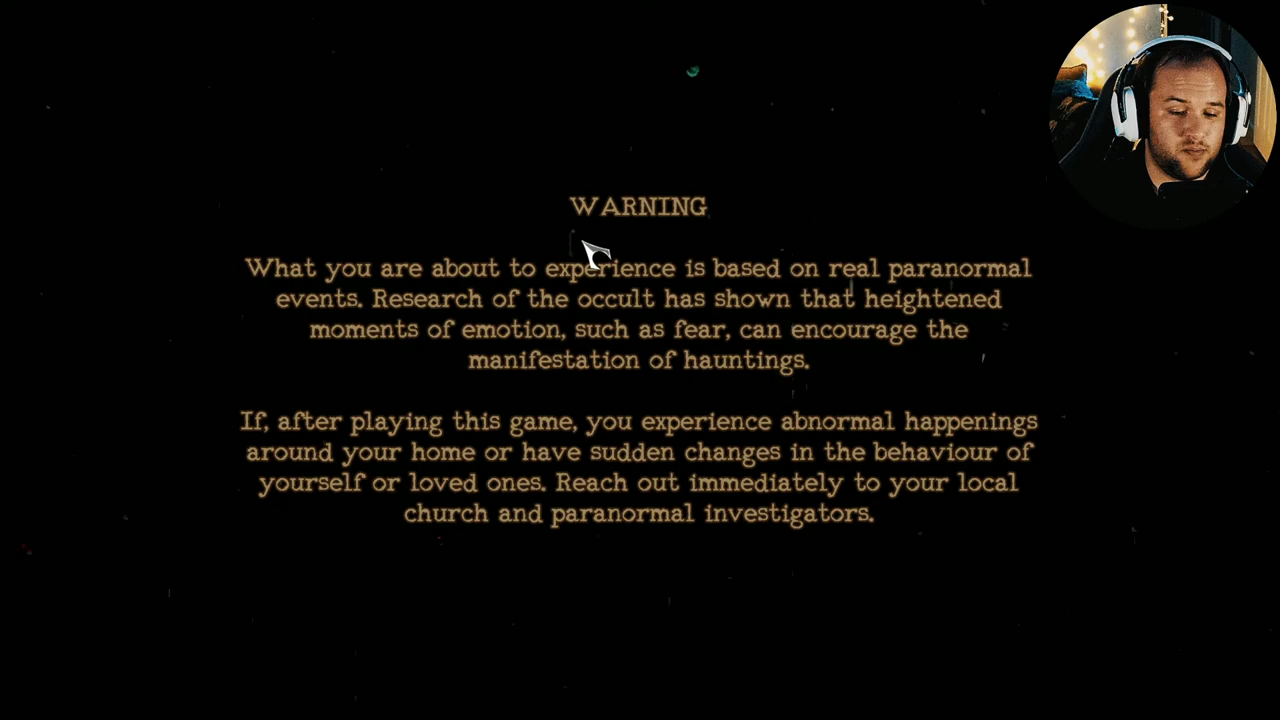 WARNING
What you are about to experience is based on real paranormal
events. Research of the occult has shown that heightened
moments of emotion, such as fear, can encourage the
manifestation of hauntings.
If, after playing this game, you experience abnormal happenings
around your home or have sudden changes in the behaviour of
yourself or loved ones. Reach out immediately to your local
church and paranormal investigators.